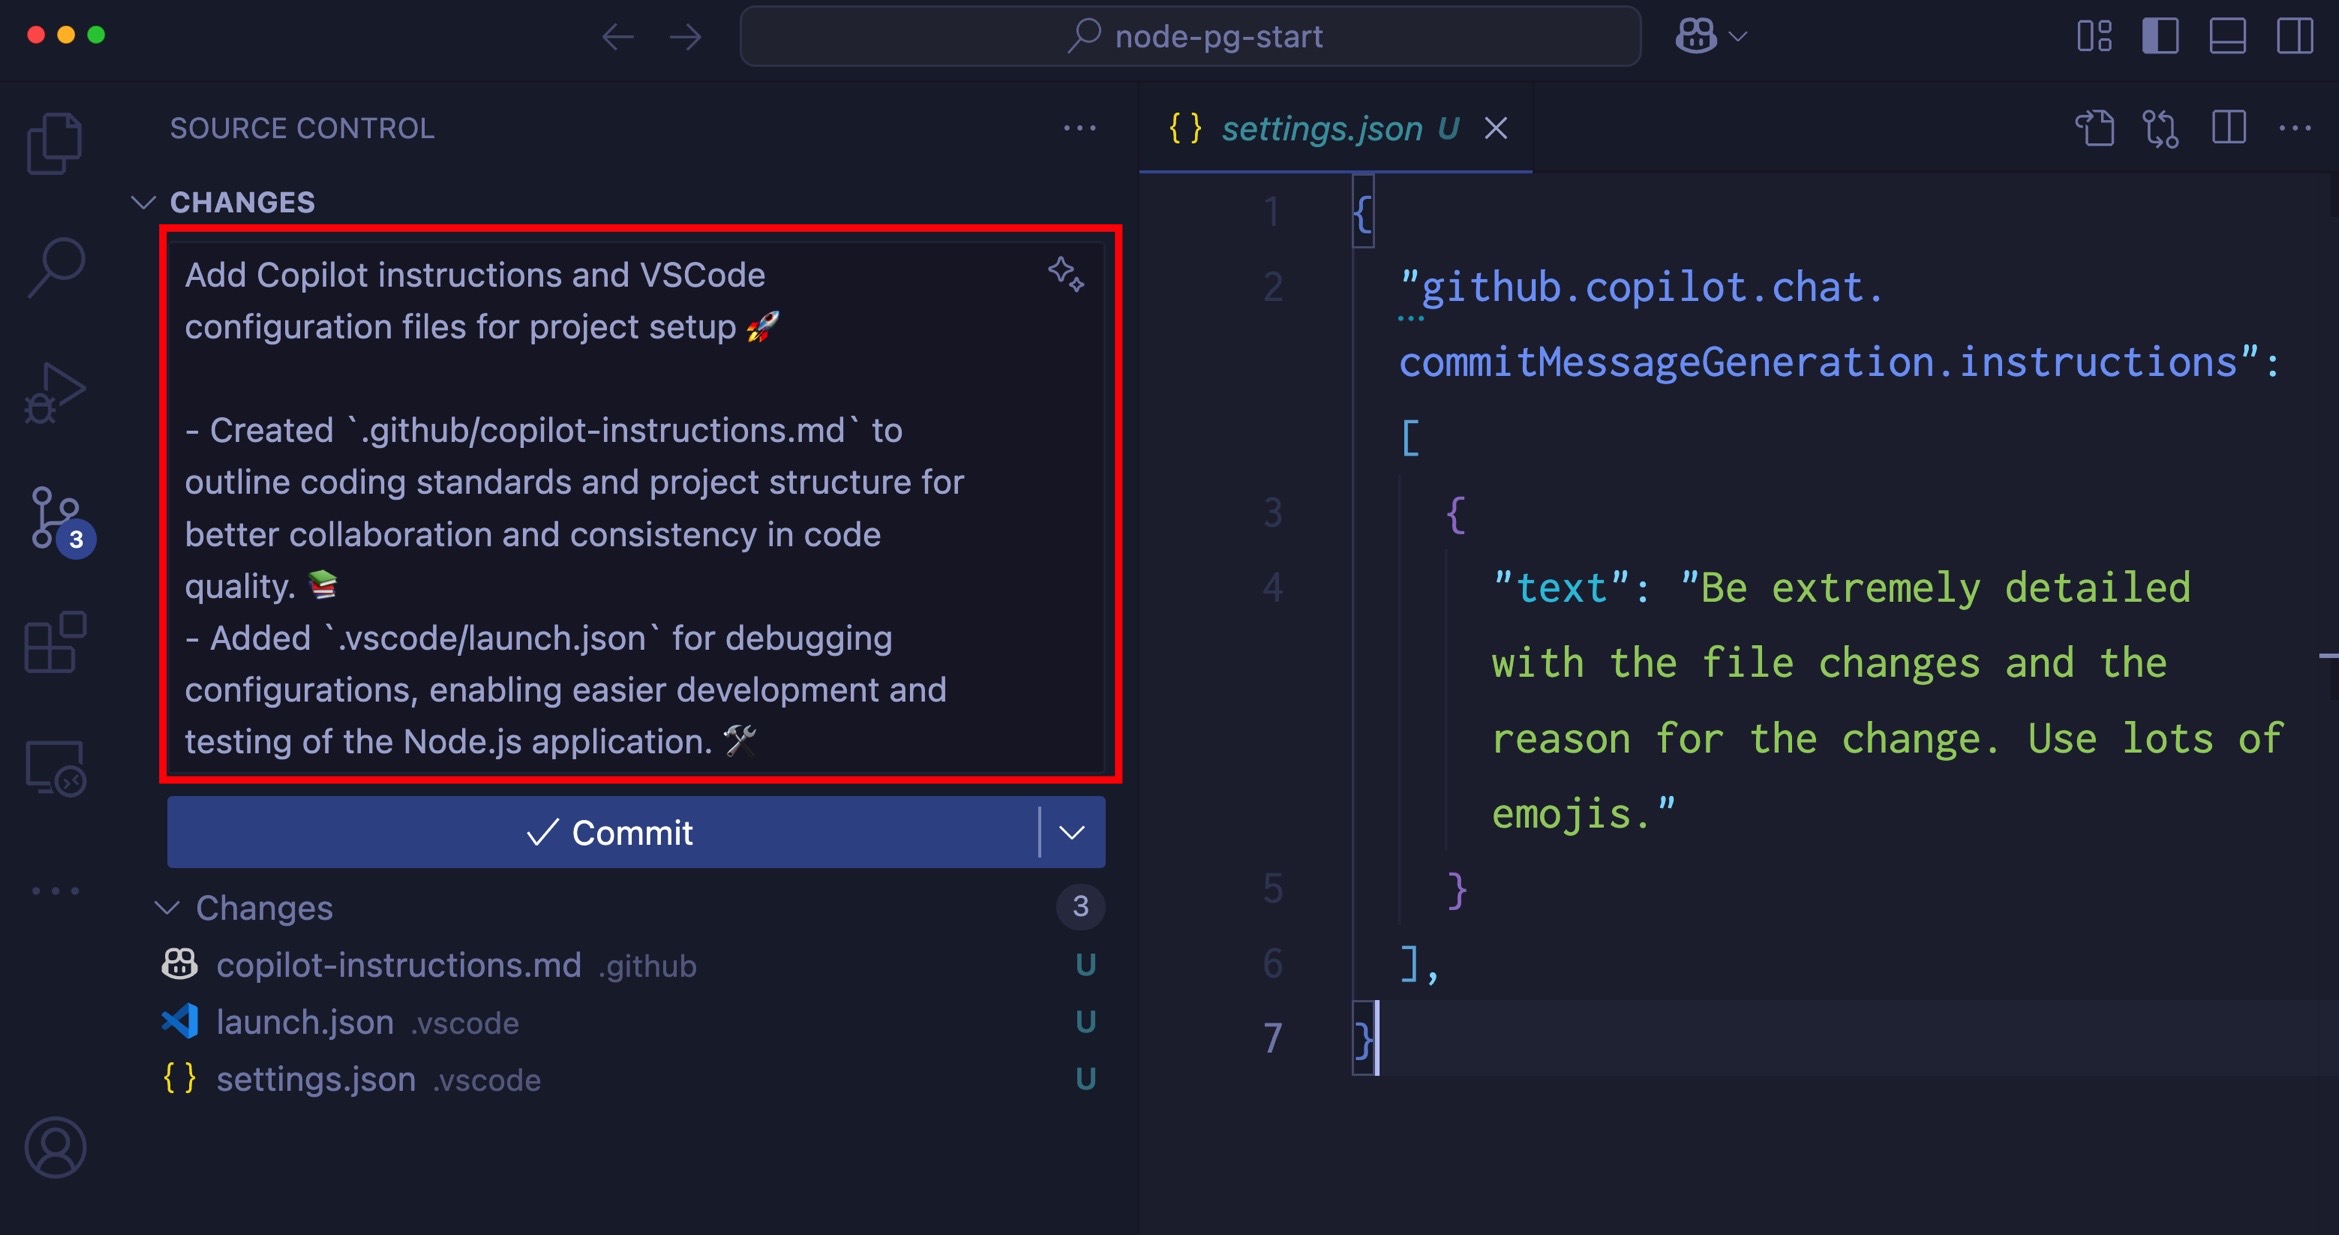 node-pg-start
SOURCE CONTROL
CHANGES
Add Copilot instructions and VSCode
configuration files for project setup 🚀
- Created `.github/copilot-instructions.md` to
outline coding standards and project structure for
better collaboration and consistency in code
quality. 📚
- Added `.vscode/launch.json` for debugging
configurations, enabling easier development and
testing of the Node.js application. 🛠️
Commit
Changes 3
copilot-instructions.md .github U
launch.json .vscode U
{ } settings.json .vscode U
3
{ } settings.json U
1 {
2 "github.copilot.chat.
commitMessageGeneration.instructions":
[
3 {
4 "text": "Be extremely detailed
with the file changes and the
reason for the change. Use lots of
emojis."
5 }
6 ],
7 }